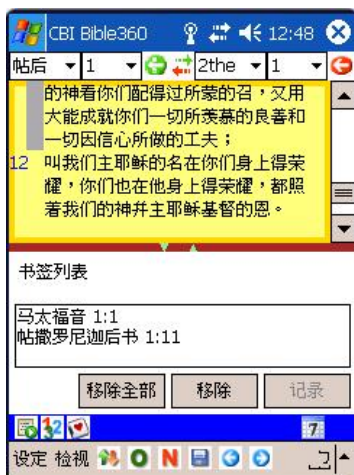 CBI Bible360 12:48
帖后 1 2the 1
的神看你们配得过所蒙的召，又用
大能成就你们一切所羡慕的良善和
一切因信心所做的工夫；
12 叫我们主耶稣的名在你们身上得荣
耀，你们也在他身上得荣耀，都照
着我们的神并主耶稣基督的恩。
书签列表
马太福音 1:1
帖撒罗尼迦后书 1:11
移除全部 移除 记录
7
设定 检视 O N